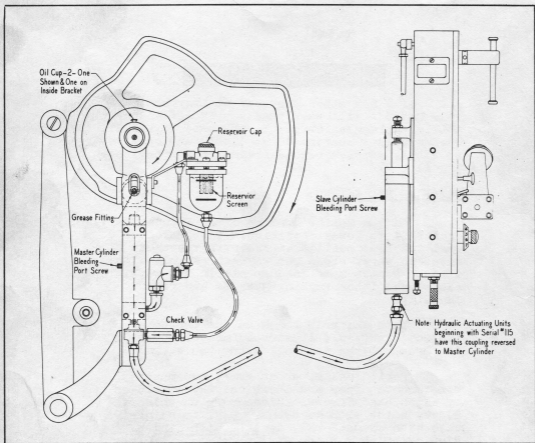 Oil Cup-2-One
Shown & One on
Inside Bracket
Reservoir Cap
Reservior
Screen
Grease Fitting
Slave Cylinder
Bleeding
Port Screw
Master Cylinder
Bleeding
Port Screw
Check Valve
Note: Hydraulic Actuating Units
beginning with Serial #115
have this coupling reversed
to Master Cylinder